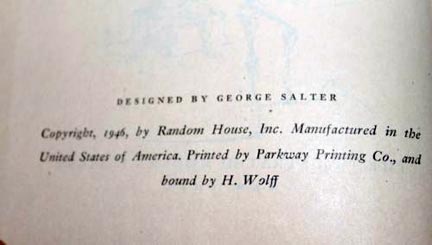 DESIGNED BY GEORGE SALTER
Copyright, 1946, by Random House, Inc. Manufactured in the
United States of America. Printed by Parkway Printing Co., and
bound by H. Wolff